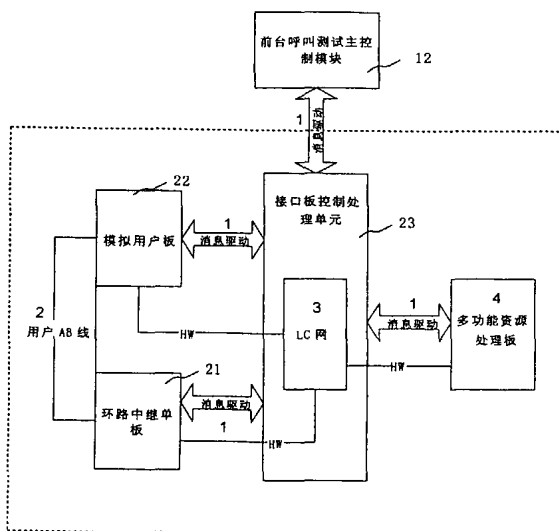 前台呼叫测试主控
制模块
12
1
消息驱动
22
模拟用户板
1
消息驱动
接口板控制处
理单元
23
2
用户 AB 线
HW
3
LC 网
1
消息驱动
4
多功能资源
处理板
HW
21
环路中继单
板
消息驱动
1
HW